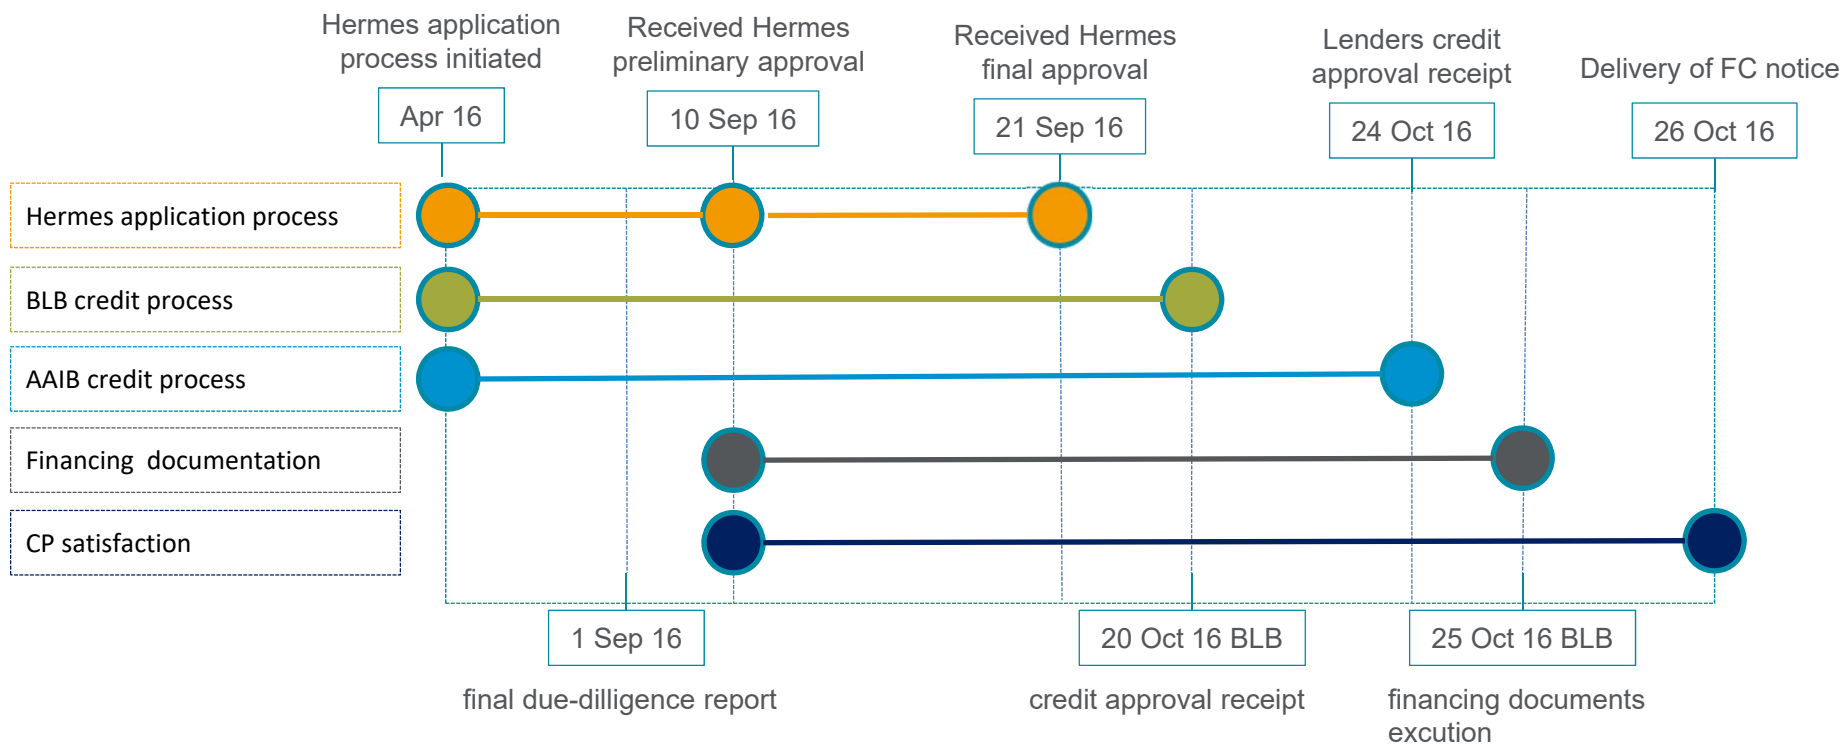 Hermes application
process initiated
Received Hermes
preliminary approval
Received Hermes
final approval
Lenders credit
approval receipt
Delivery of FC notice
Apr 16
10 Sep 16
21 Sep 16
24 Oct 16
26 Oct 16
Hermes application process
BLB credit process
AAIB credit process
Financing documentation
CP satisfaction
1 Sep 16
20 Oct 16 BLB
25 Oct 16 BLB
final due-dilligence report
credit approval receipt
financing documents
excution